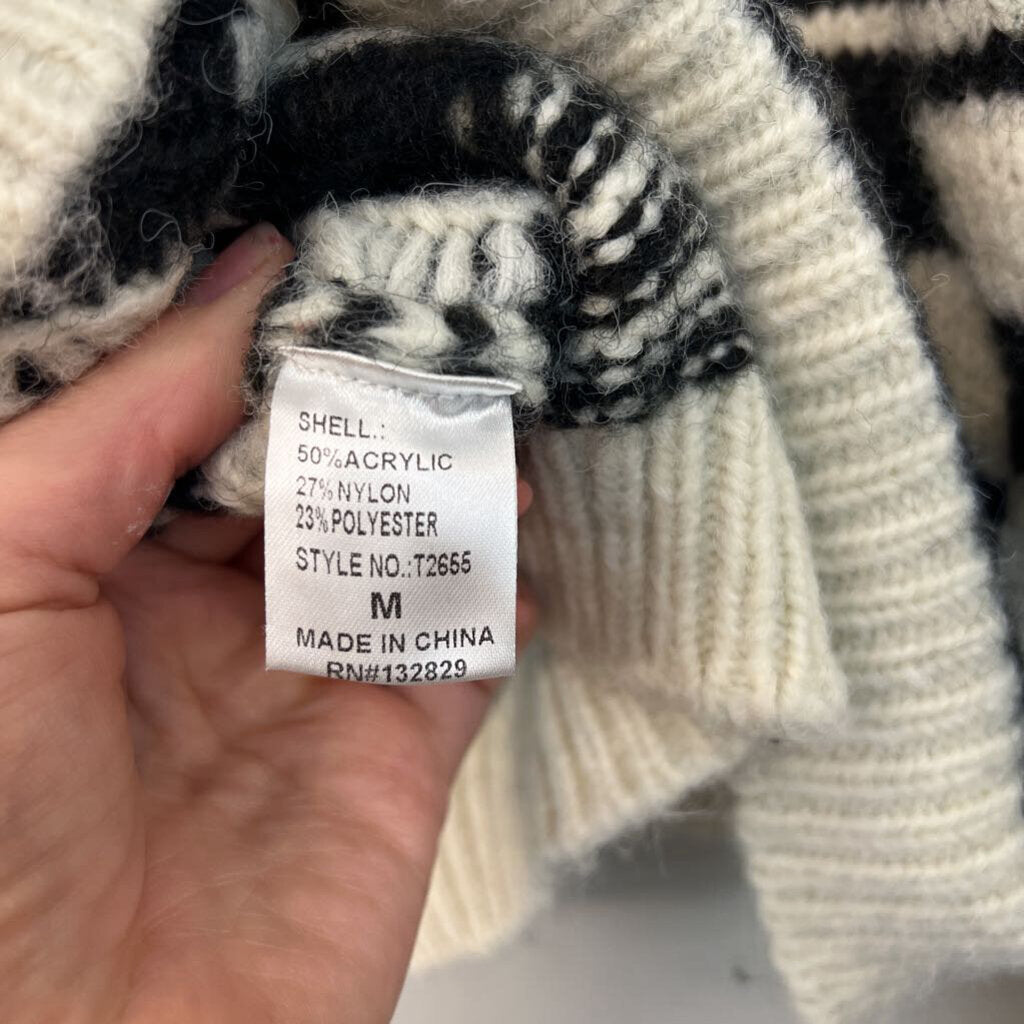 SHELL.:
50%ACRYLIC
27%NYLON
23%POLYESTER
STYLE NO.:T2655
M
MADE IN CHINA
RN#132829